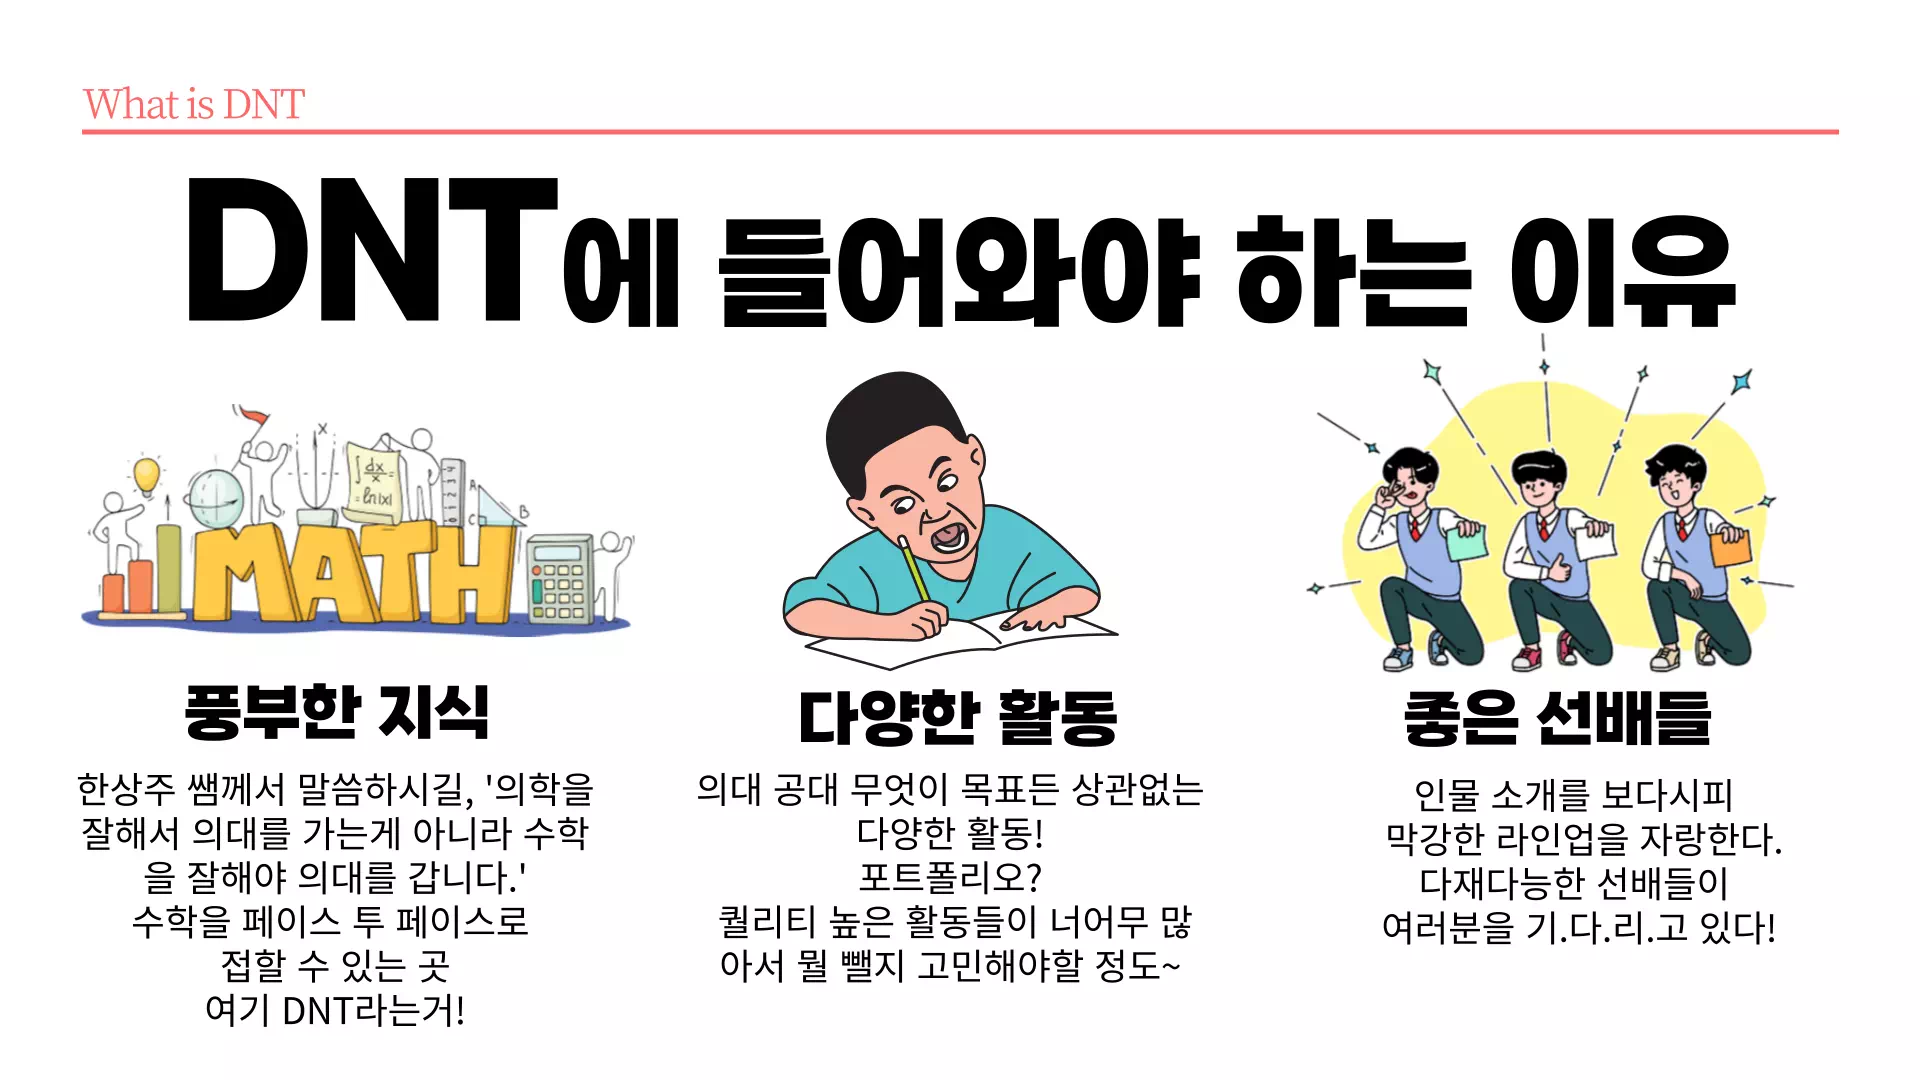 What is DNT
DNT에 들어와야 하는 이유
x
dx
x
=
= ln|x|
A
B
C
MATH
풍부한 지식
다양한 활동
좋은 선배들
한상주 쌤께서 말씀하시길, '의학을
잘해서 의대를 가는게 아니라 수학
을 잘해야 의대를 갑니다.'
수학을 페이스 투 페이스로
접할 수 있는 곳
여기 DNT라는거!
의대 공대 무엇이 목표든 상관없는
다양한 활동!
포트폴리오?
퀄리티 높은 활동들이 너어무 많
아서 뭘 뺄지 고민해야할 정도~
인물 소개를 보다시피
막강한 라인업을 자랑한다.
다재다능한 선배들이
여러분을 기.다.리.고 있다!